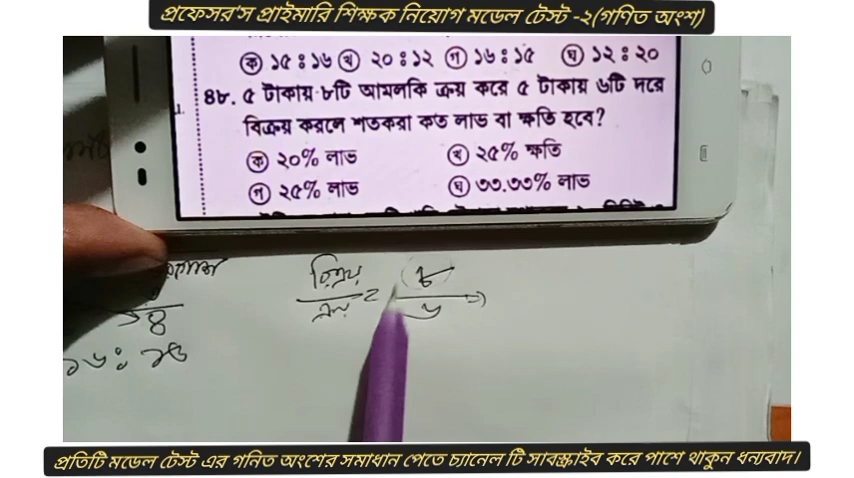 প্রফেসর'স প্রাইমারি শিক্ষক নিয়োগ মডেল টেস্ট -২(গণিত অংশ)
ক ১৫ : ১৬ খ ২০ : ১২ গ ১৬ : ১৫ ঘ ১২ : ২০
৪৮. ৫ টাকায় ৮টি আমলকি ক্রয় করে ৫ টাকায় ৬টি দরে
বিক্রয় করলে শতকরা কত লাভ বা ক্ষতি হবে?
ক ২০% লাভ খ ২৫% ক্ষতি
গ ২৫% লাভ ঘ ৩৩.৩৩% লাভ
বিক্রয় ৮
ক্রয় = ৬
১৬ : ১৫
প্রতিটি মডেল টেস্ট এর গনিত অংশের সমাধান পেতে চ্যানেল টি সাবস্ক্রাইব করে পাশে থাকুন ধন্যবাদ।